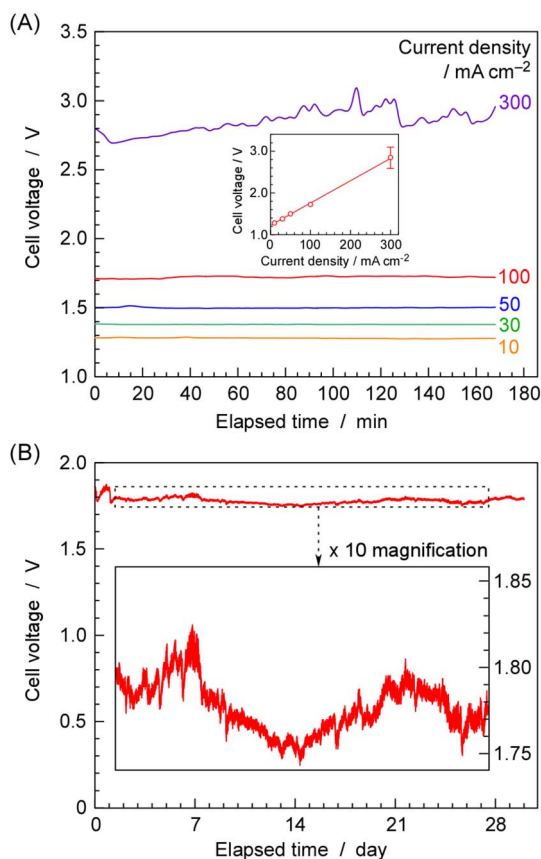 (A)
3.5
3.0
2.5
2.0
1.5
1.0
Cell voltage / V
Current density
/ mA cm⁻²
300
100
50
30
10
3.0
2.0
1.0
Cell voltage / V
0 100 200 300
Current density / mA cm⁻²
0 20 40 60 80 100 120 140 160 180
Elapsed time / min
(B)
2.0
1.5
1.0
0.5
0
Cell voltage / V
x 10 magnification
1.85
1.80
1.75
0 7 14 21 28
Elapsed time / day